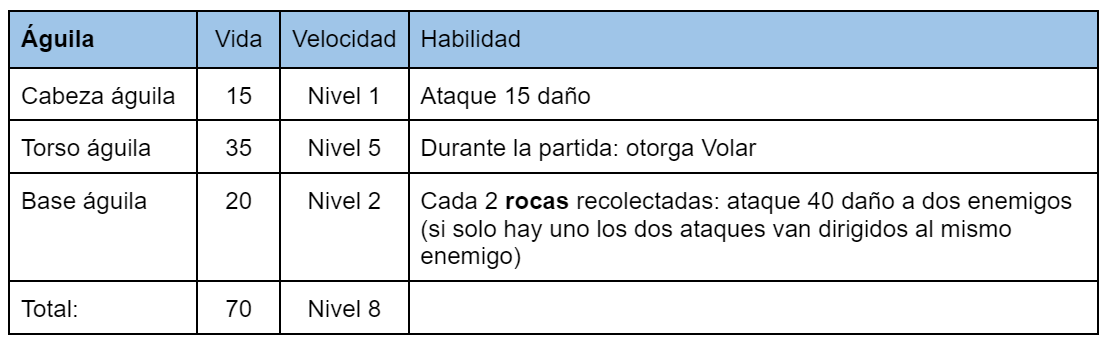 Águila Vida Velocidad Habilidad
Cabeza águila 15 Nivel 1 Ataque 15 daño
Torso águila 35 Nivel 5 Durante la partida: otorga Volar
Base águila 20 Nivel 2 Cada 2 rocas recolectadas: ataque 40 daño a dos enemigos
(si solo hay uno los dos ataques van dirigidos al mismo
enemigo)
Total: 70 Nivel 8